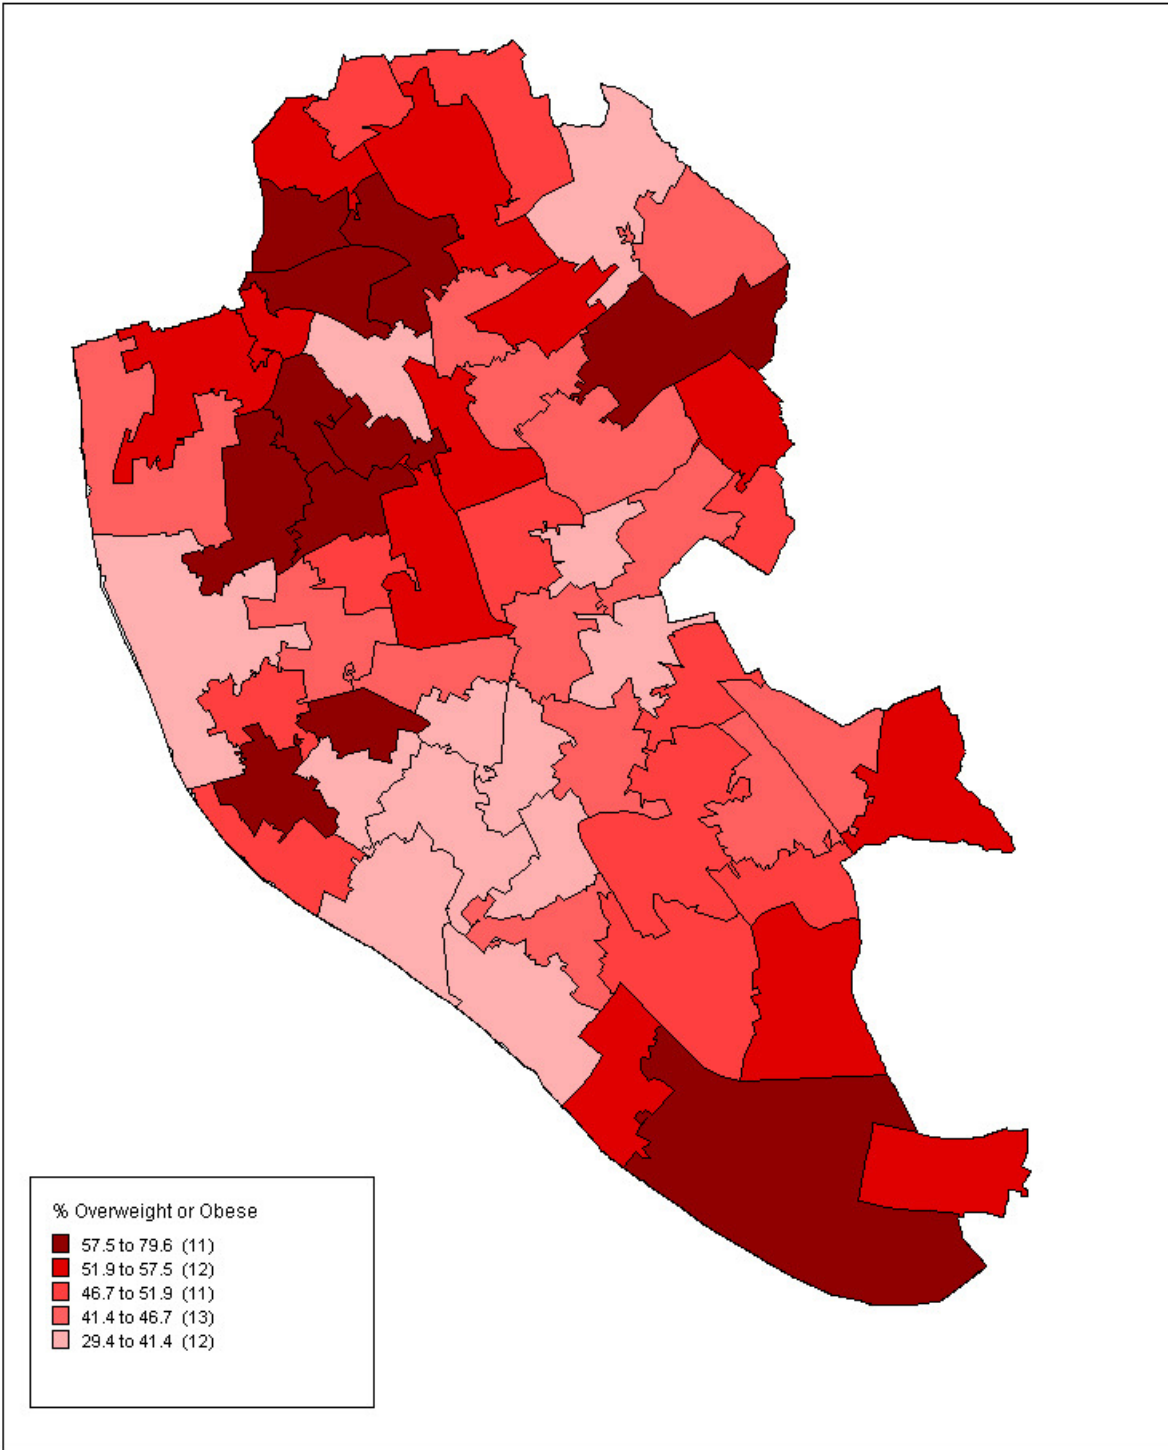 % Overweight or Obese
57.5 to 79.6 (11)
51.9 to 57.5 (12)
46.7 to 51.9 (11)
41.4 to 46.7 (13)
29.4 to 41.4 (12)